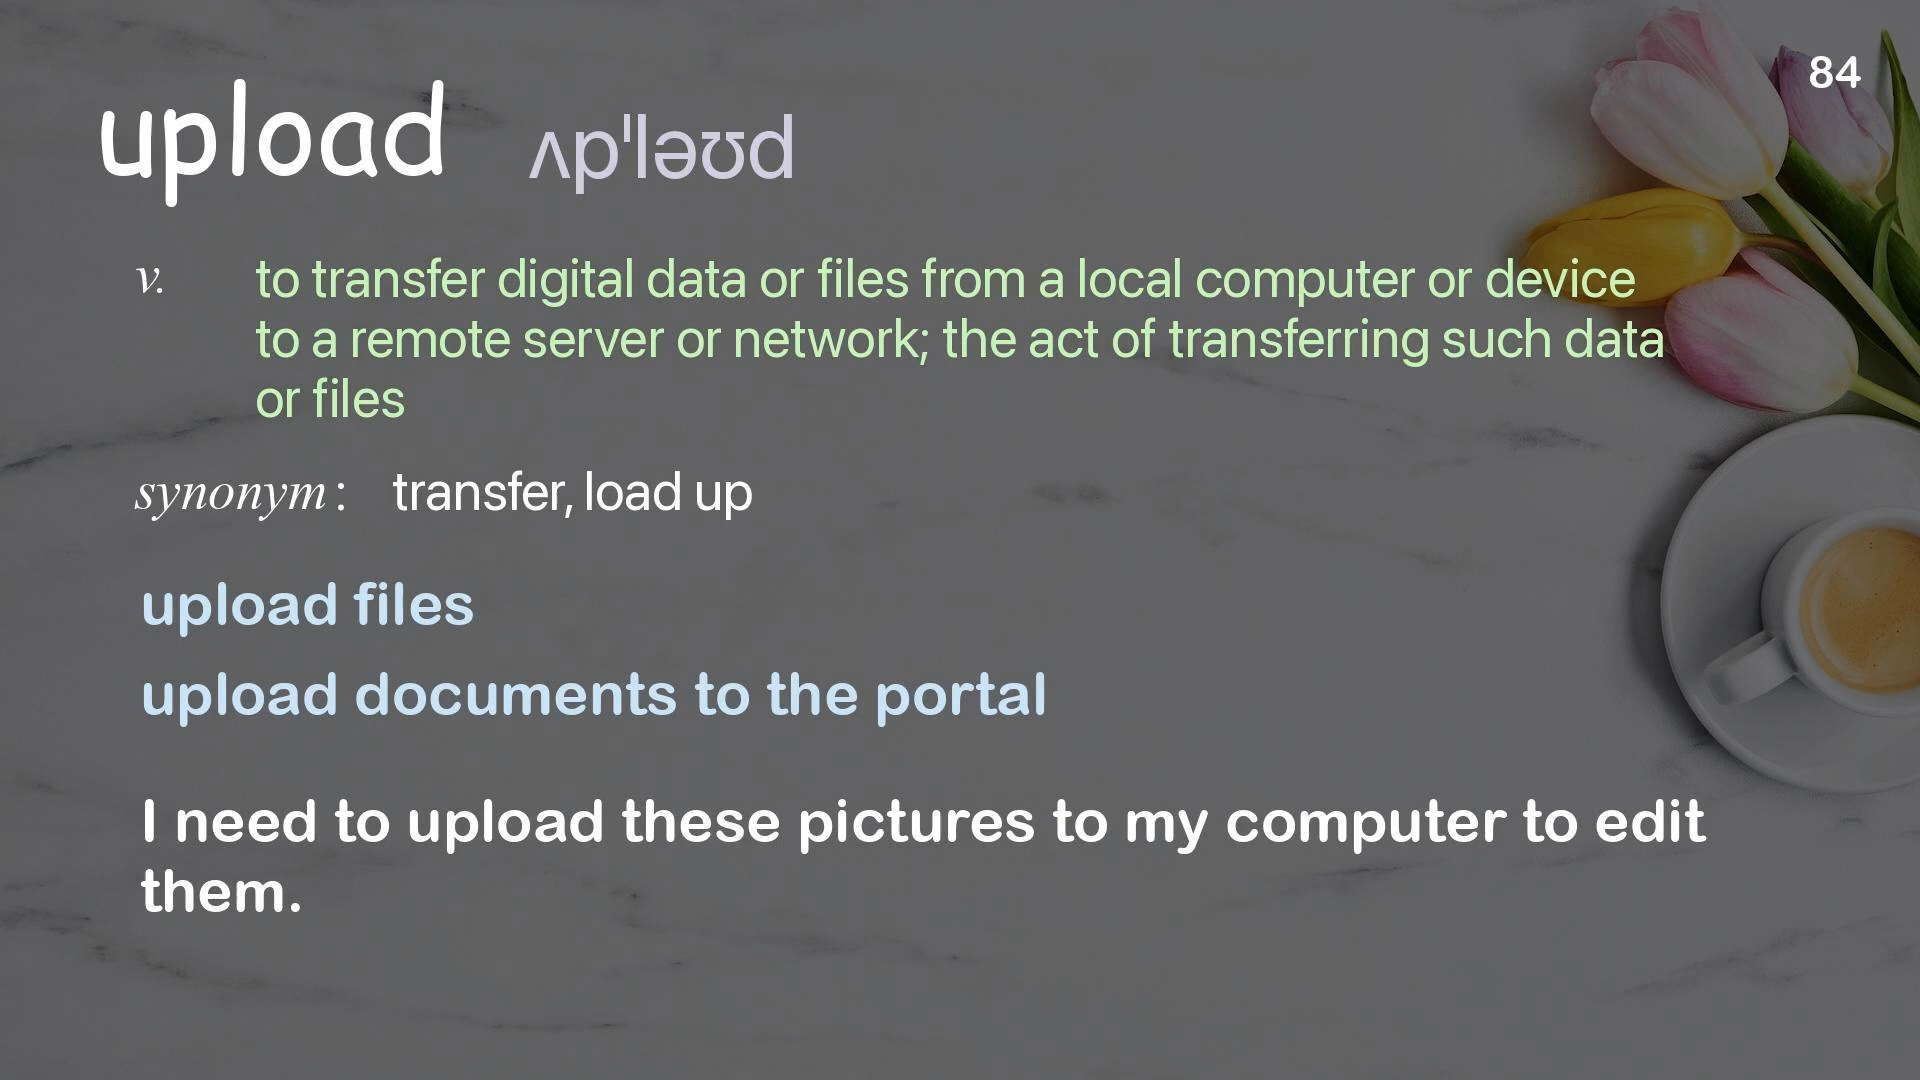 84
upload ʌpˈləʊd
v. to transfer digital data or files from a local computer or device
to a remote server or network; the act of transferring such data
or files
synonym: transfer, load up
upload files
upload documents to the portal
I need to upload these pictures to my computer to edit
them.